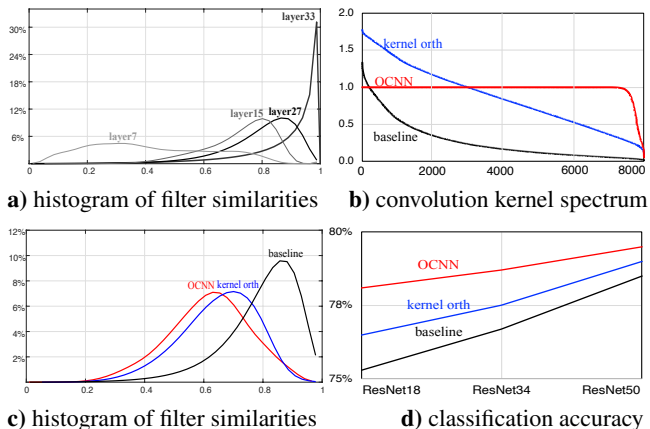 layer33
30%
24%
18%
12%
6%
layer15
layer27
layer7
0
0.2
0.4
0.6
0.8
1
a) histogram of filter similarities
2.0
1.5
1.0
0.5
0.0
kernel orth
OCNN
baseline
0
2000
4000
6000
8000
b) convolution kernel spectrum
12%
10%
8%
6%
4%
2%
baseline
OCNN
kernel orth
0
0.2
0.4
0.6
0.8
1
c) histogram of filter similarities
80%
78%
75%
OCNN
kernel orth
baseline
ResNet18
ResNet34
ResNet50
d) classification accuracy